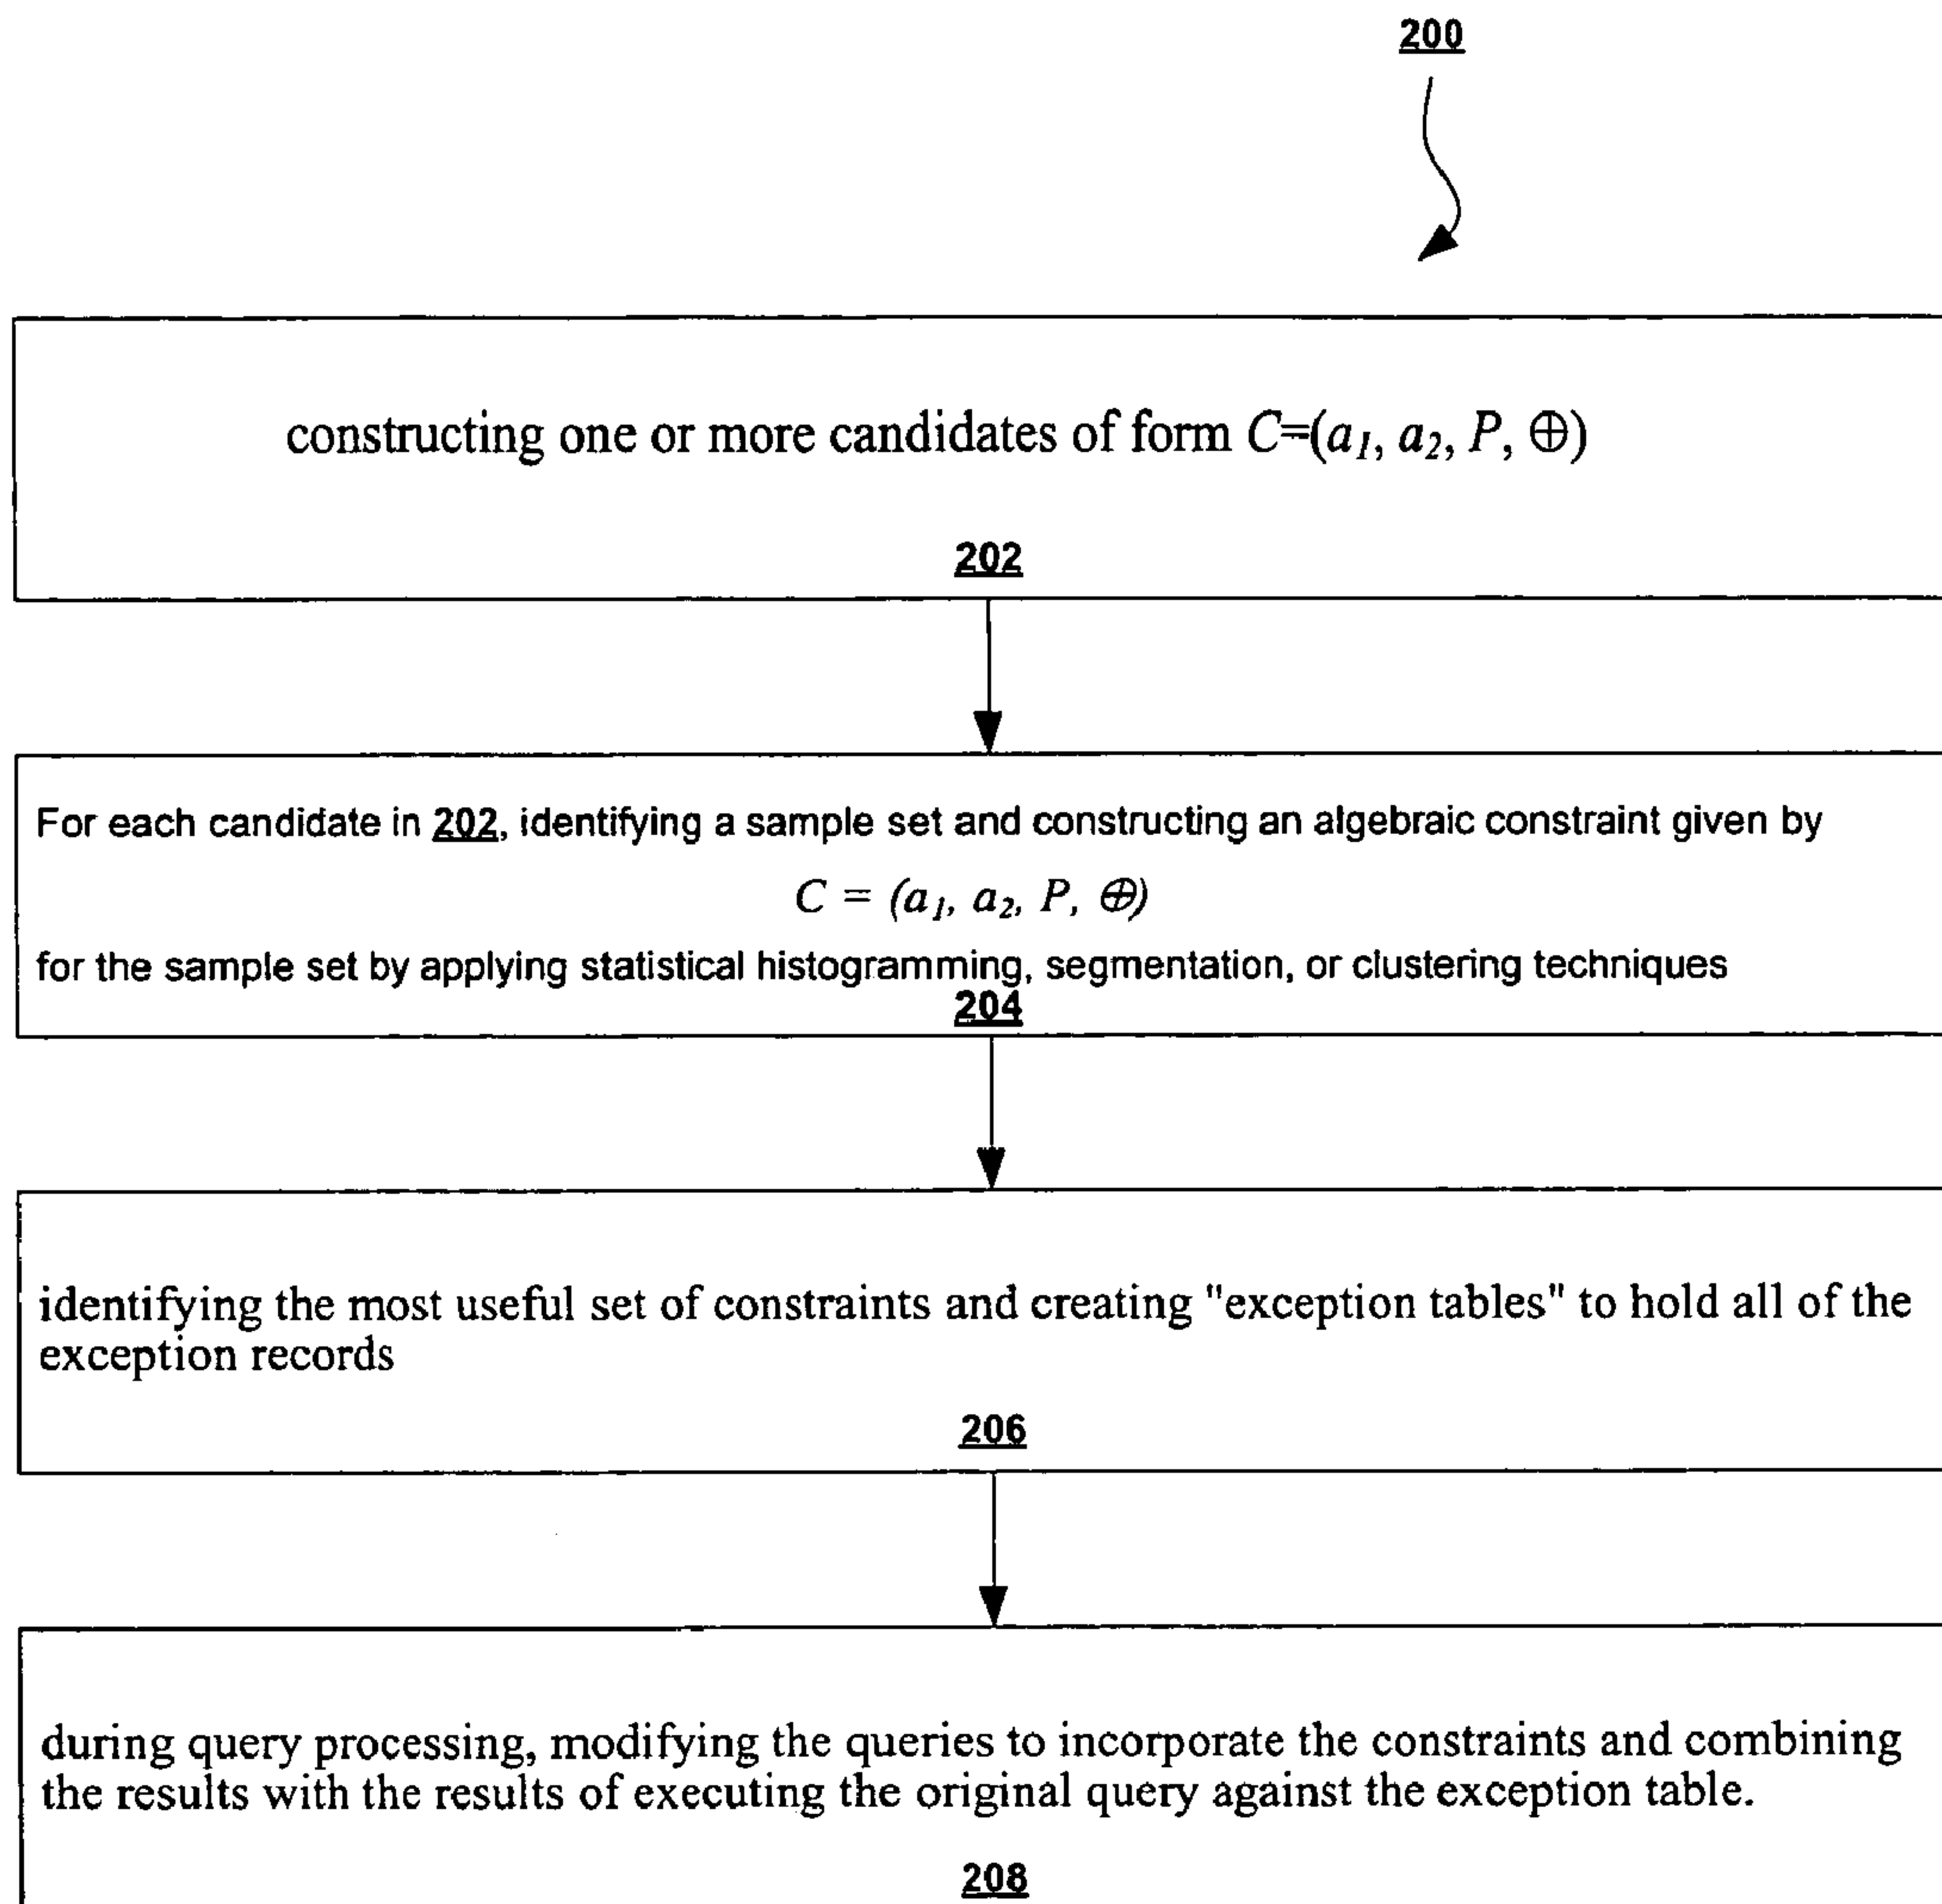 200
constructing one or more candidates of form C=(a₁, a₂, P, ⊕)
202
For each candidate in 202, identifying a sample set and constructing an algebraic constraint given by
C = (a₁, a₂, P, ⊕)
for the sample set by applying statistical histogramming, segmentation, or clustering techniques
204
identifying the most useful set of constraints and creating "exception tables" to hold all of the
exception records
206
during query processing, modifying the queries to incorporate the constraints and combining
the results with the results of executing the original query against the exception table.
208